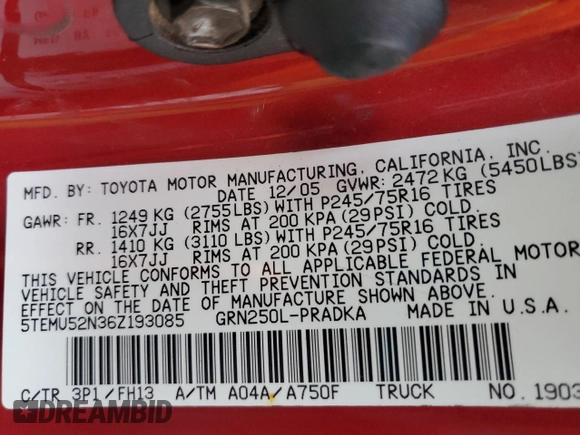 MFD. BY: TOYOTA MOTOR MANUFACTURING, CALIFORNIA, INC.
DATE 12/05 GVWR: 2472KG (5450LBS)
GAWR: FR. 1249 KG (2755LBS) WITH P245/75R16 TIRES
16X7JJ RIMS AT 200 KPA (29PSI) COLD.
RR. 1410 KG (3110 LBS) WITH P245/75R16 TIRES
16X7JJ RIMS AT 200 KPA (29PSI) COLD.
THIS VEHICLE CONFORMS TO ALL APPLICABLE FEDERAL MOTOR
VEHICLE SAFETY AND THEFT PREVENTION STANDARDS IN
EFFECT ON THE DATE OF MANUFACTURE SHOWN ABOVE.
5TEMU52N36Z193085 GRN250L-PRADKA MADE IN U.S.A.
C/TR 3P1/FH13 A/TM A04A/A750F TRUCK NO. 1903
DREAMBID